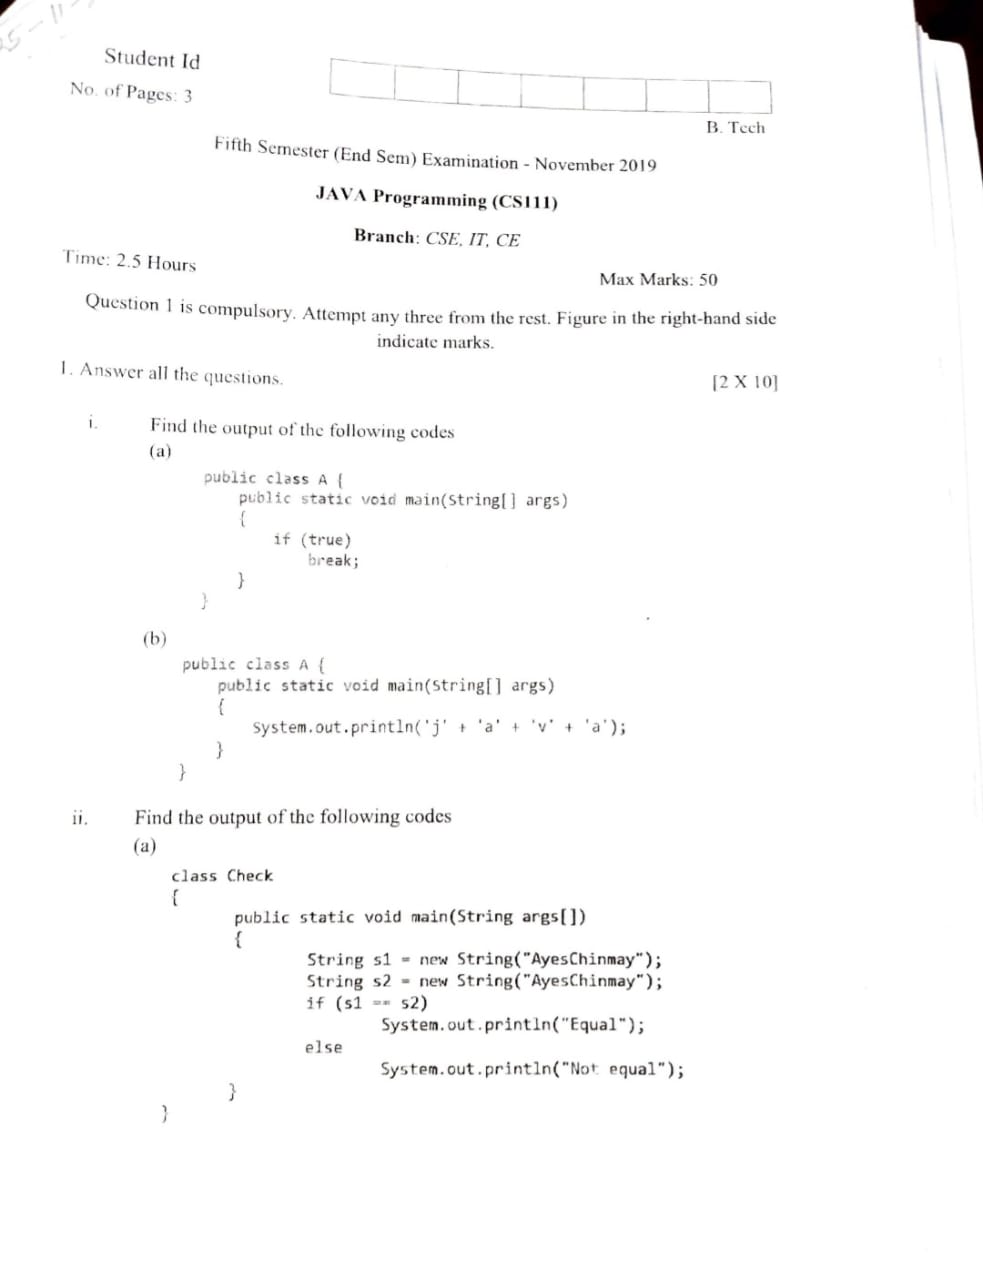 Student Id
No. of Pages: 3
B. Tech
Fifth Semester (End Sem) Examination - November 2019
JAVA Programming (CS111)
Branch: CSE, IT, CE
Time: 2.5 Hours
Max Marks: 50
Question 1 is compulsory. Attempt any three from the rest. Figure in the right-hand side
indicate marks.
1. Answer all the questions. [2 X 10]
i. Find the output of the following codes
(a)
public class A {
public static void main(String[] args)
{
if (true)
break;
}
}
(b)
public class A {
public static void main(String[] args)
{
System.out.println('j' + 'a' + 'v' + 'a');
}
}
ii. Find the output of the following codes
(a)
class Check
{
public static void main(String args[])
{
String s1 = new String("AyesChinmay");
String s2 = new String("AyesChinmay");
if (s1 == s2)
System.out.println("Equal");
else
System.out.println("Not equal");
}
}